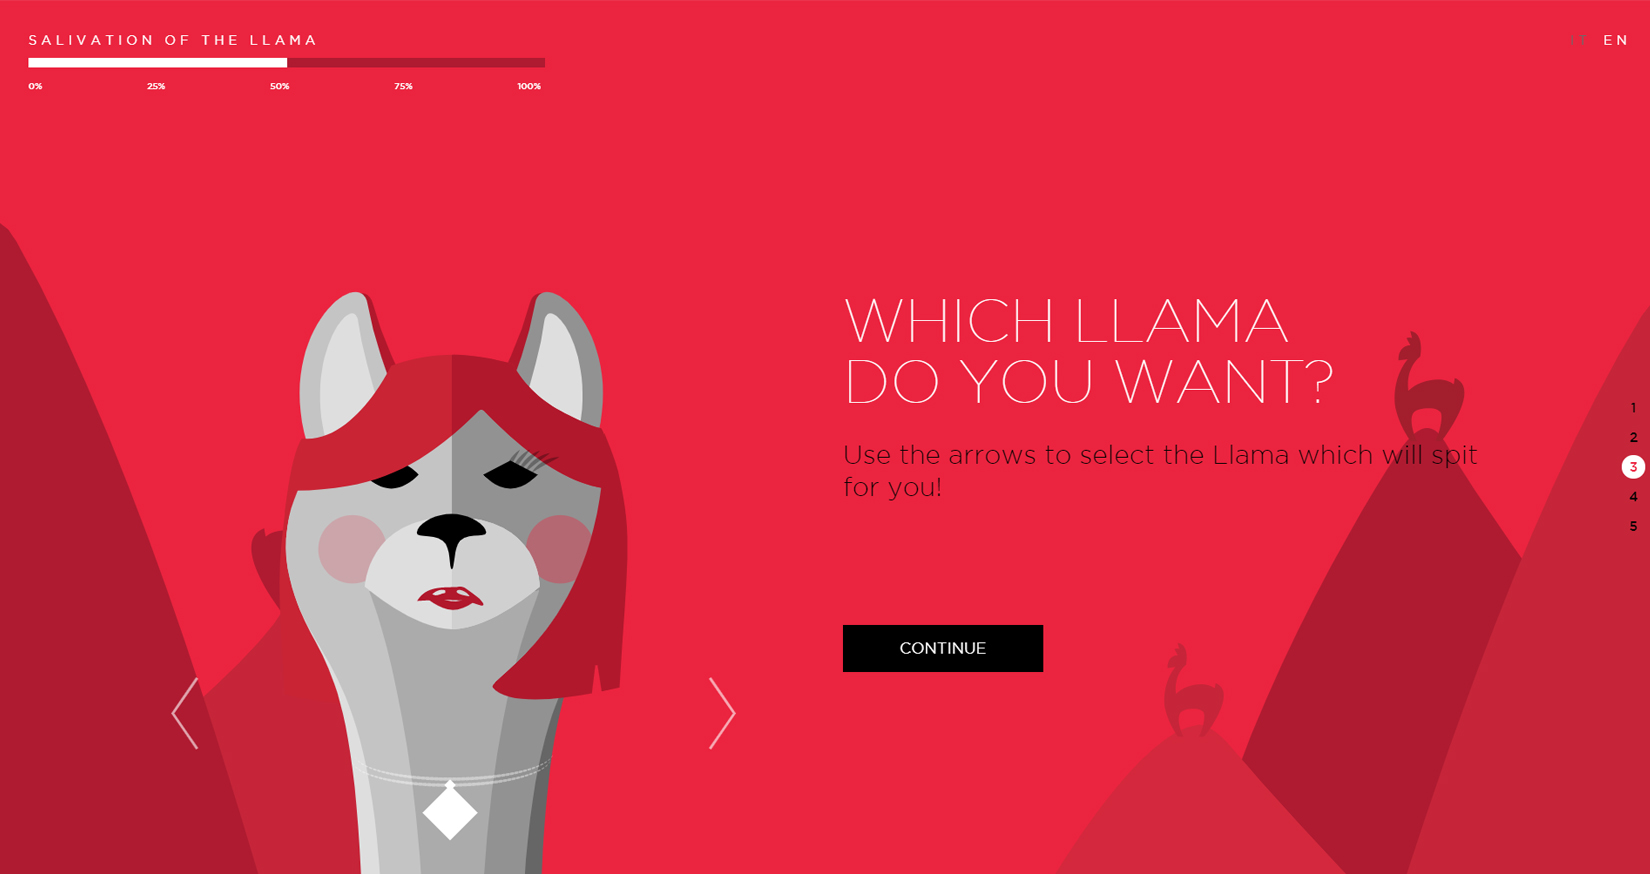 SALIVATION OF THE LLAMA
IT EN
0% 25% 50% 75% 100%
WHICH LLAMA
DO YOU WANT?
Use the arrows to select the Llama which will spit
for you!
1
2
3
4
5
CONTINUE